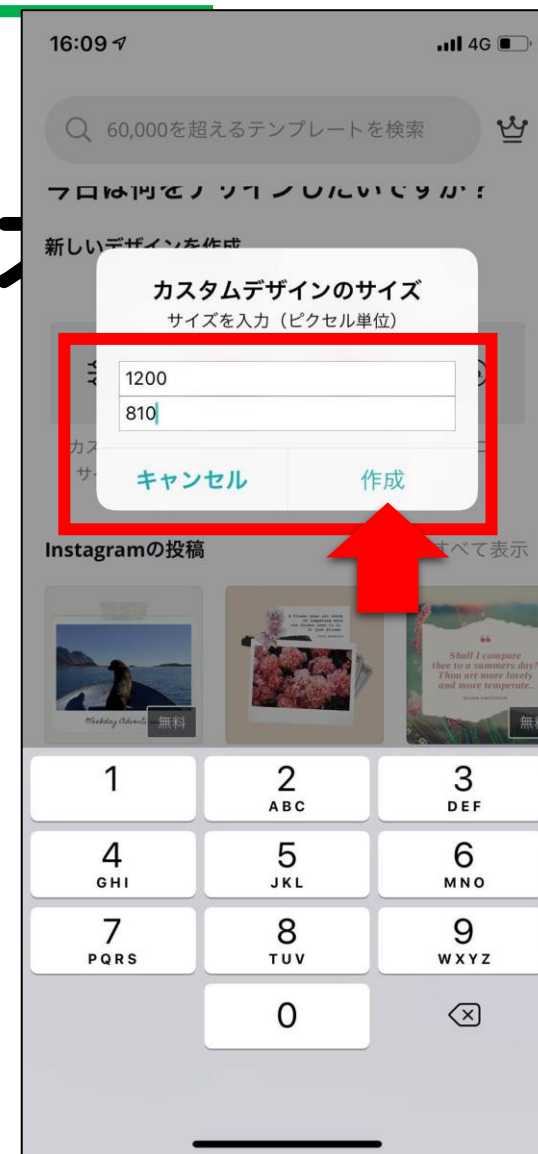 16:09
4G
60,000を超えるテンプレートを検索
今日は何をデザインしたいですか？
新しいデザインを作成
カスタムデザインのサイズ
サイズを入力（ピクセル単位）
1200
810
カス
サ
キャンセル
作成
Instagramの投稿
すべて表示
Weekday Adventu
無料
Shall I compare
thee to a summers day?
Thou art more lovely
and more temperate..
無料
1
2
ABC
3
DEF
4
GHI
5
JKL
6
MNO
7
PQRS
8
TUV
9
WXYZ
0